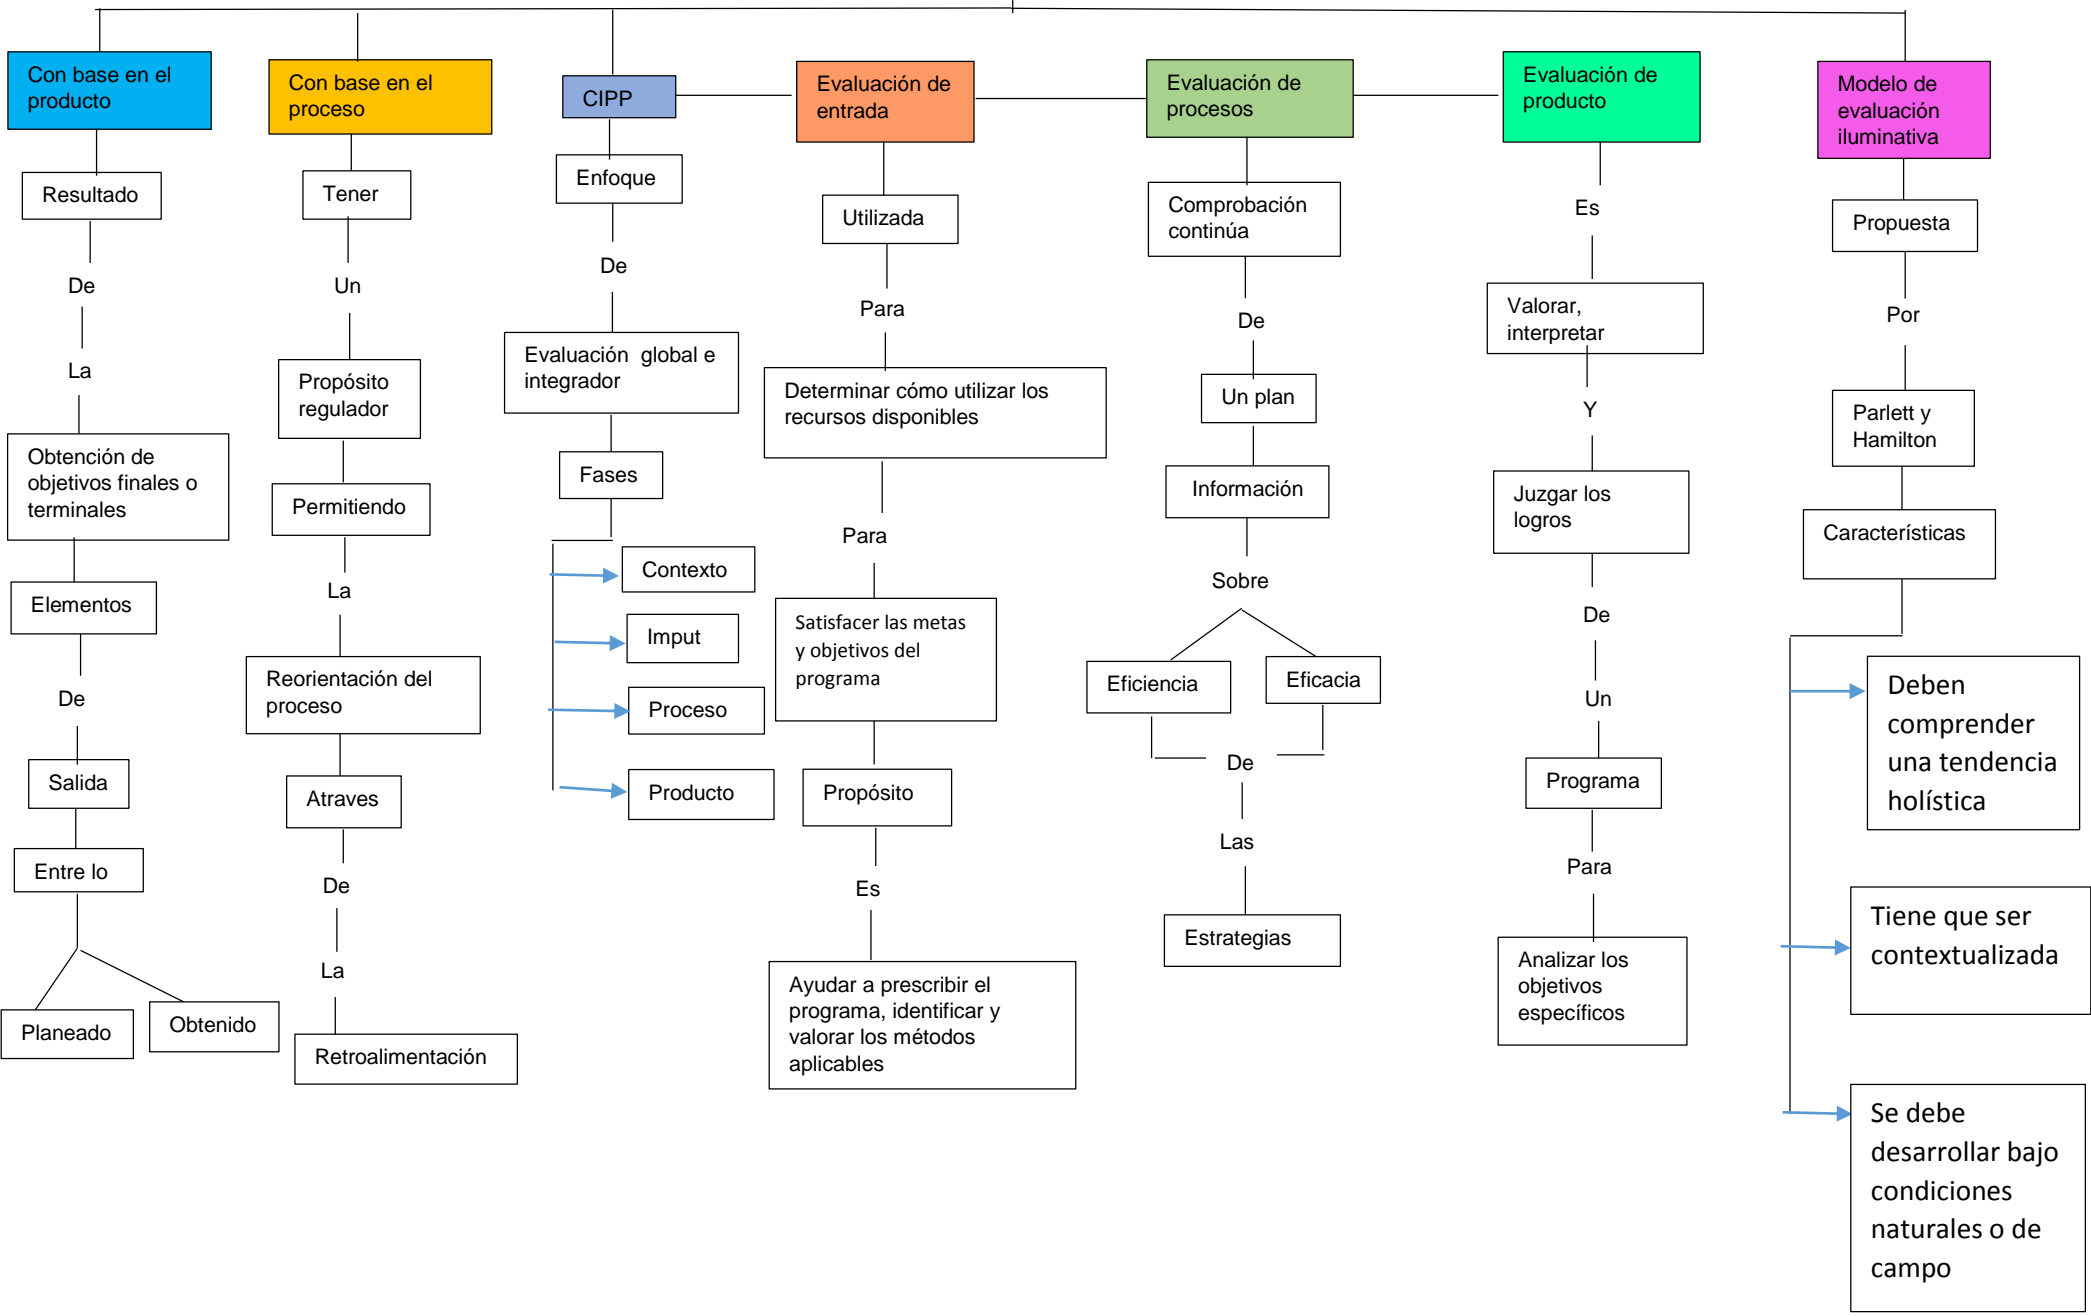 Con base en el
producto
Resultado
De
La
Obtención de
objetivos finales o
terminales
Elementos
De
Salida
Entre lo
Planeado
Obtenido
Con base en el
proceso
Tener
Un
Propósito
regulador
Permitiendo
La
Reorientación del
proceso
Atraves
De
La
Retroalimentación
CIPP
Enfoque
De
Evaluación global e
integrador
Fases
Contexto
Imput
Proceso
Producto
Evaluación de
entrada
Utilizada
Para
Determinar cómo utilizar los
recursos disponibles
Para
Satisfacer las metas
y objetivos del
programa
Propósito
Es
Ayudar a prescribir el
programa, identificar y
valorar los métodos
aplicables
Evaluación de
procesos
Comprobación
continúa
De
Un plan
Información
Sobre
Eficiencia
Eficacia
De
Las
Estrategias
Evaluación de
producto
Es
Valorar,
interpretar
Y
Juzgar los
logros
De
Un
Programa
Para
Analizar los
objetivos
específicos
Modelo de
evaluación
iluminativa
Propuesta
Por
Parlett y
Hamilton
Característicás
Deben
comprender
una tendencia
holística
Tiene que ser
contextualizada
Se debe
desarrollar bajo
condiciones
naturales o de
campo